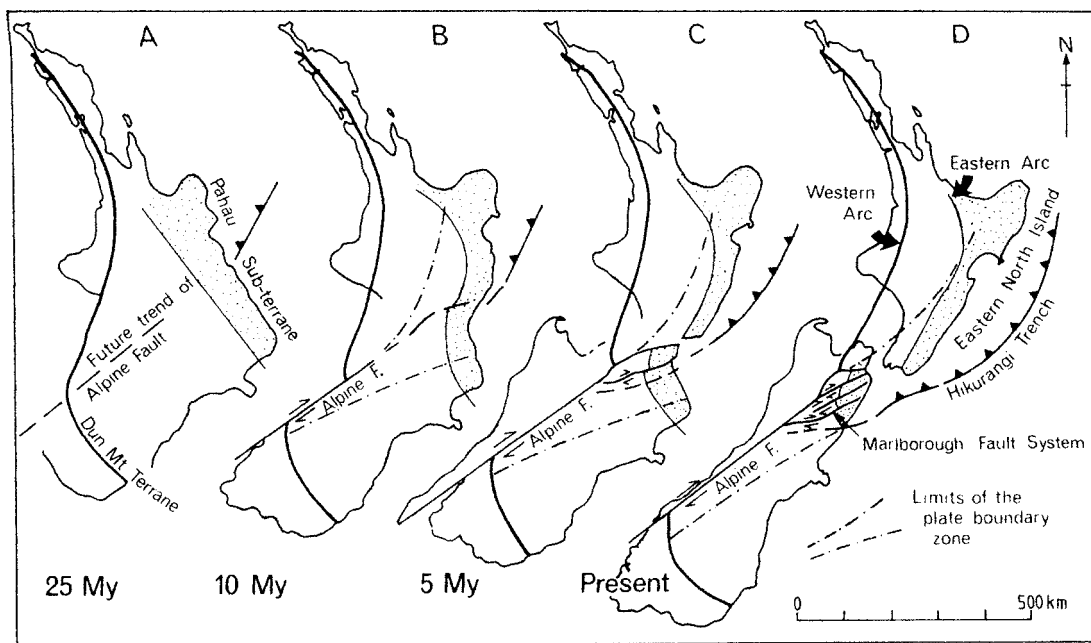 A
B
C
D
N
Eastern Arc
Western
Arc
Pahau
Sub-terrane
Eastern North Island
Hikurangi Trench
Future trend of
Alpine Fault
Dun Mt Terrane
Alpine F.
Alpine F.
Alpine F.
Marlborough Fault System
Limits of the
plate boundary
zone
25 My
10 My
5 My
Present
0
500km